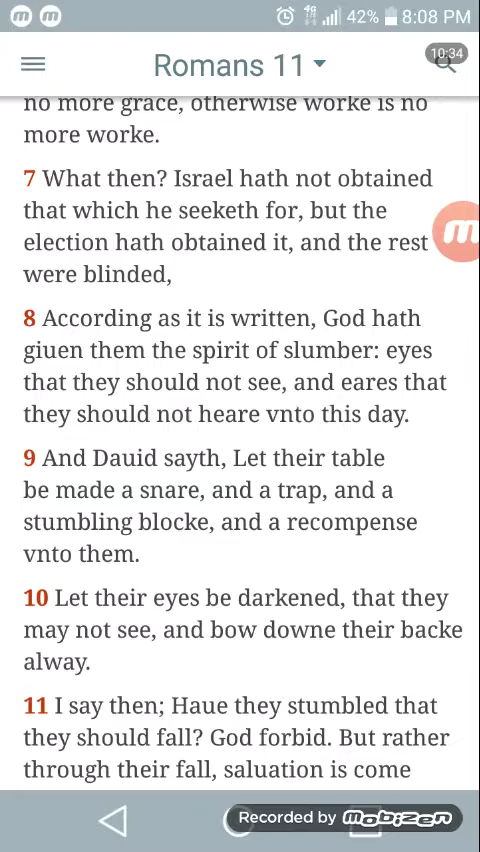 4G 42% 8:08 PM
Romans 11
10:34
no more grace, otherwise worke is no
more worke.
7 What then? Israel hath not obtained
that which he seeketh for, but the
election hath obtained it, and the rest
were blinded,
8 According as it is written, God hath
giuen them the spirit of slumber: eyes
that they should not see, and eares that
they should not heare vnto this day.
9 And Dauid sayth, Let their table
be made a snare, and a trap, and a
stumbling blocke, and a recompense
vnto them.
10 Let their eyes be darkened, that they
may not see, and bow downe their backe
alway.
11 I say then; Haue they stumbled that
they should fall? God forbid. But rather
through their fall, saluation is come
Recorded by Mobizen